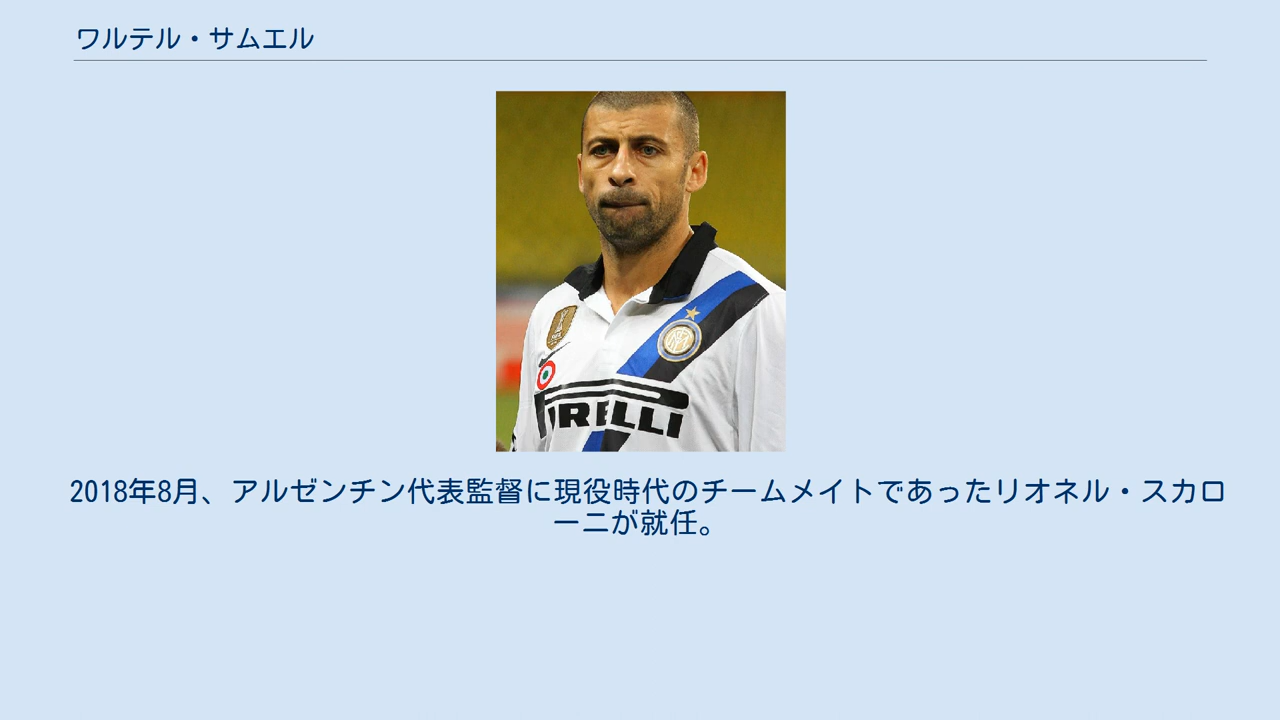 ワルテル・サムエル
PIRELLI
2018年8月、アルゼンチン代表監督に現役時代のチームメイトであったリオネル・スカロ
ーニが就任。